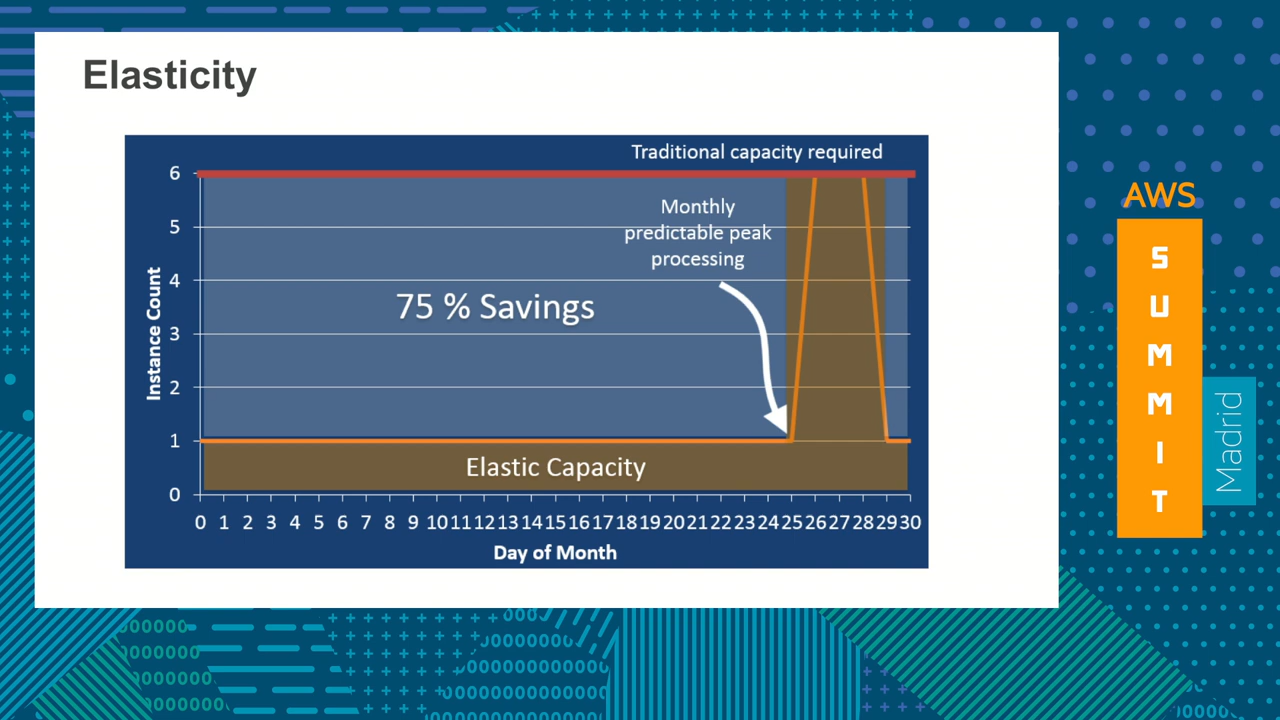 Elasticity
Traditional capacity required
6
5
4
3
2
1
0
Instance Count
Monthly
predictable peak
processing
75 % Savings
Elastic Capacity
0 1 2 3 4 5 6 7 8 9 10 11 12 13 14 15 16 17 18 19 20 21 22 23 24 25 26 27 28 29 30
Day of Month
AWS
SUMMIT
Madrid